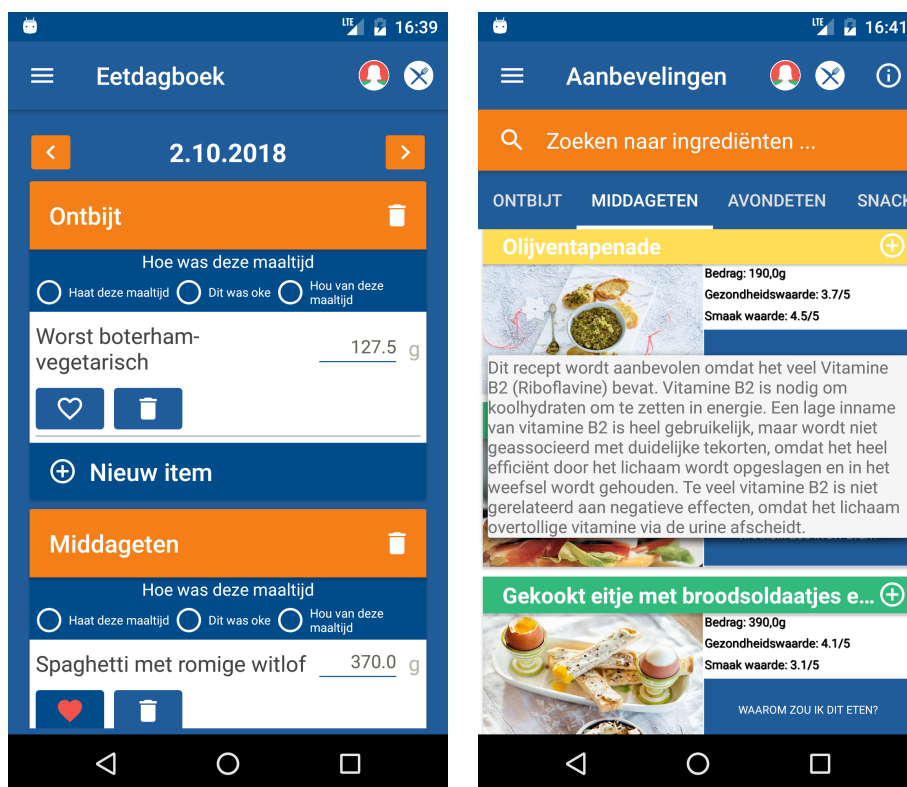 LTE 16:39
Eetdagboek
2.10.2018
Ontbijt
Hoe was deze maaltijd
Haat deze maaltijd Dit was oke Hou van deze
maaltijd
Worst boterham-
vegetarisch
127.5 g
Nieuw item
Middageten
Hoe was deze maaltijd
Haat deze maaltijd Dit was oke Hou van deze
maaltijd
Spaghetti met romige witlof 370.0 g
LTE 16:41
Aanbevelingen
Zoeken naar ingrediënten ...
ONTBIJT MIDDAGETEN AVONDETEN SNACK
Olijventapenade
Bedrag: 190,0g
Gezondheidswaarde: 3.7/5
Smaak waarde: 4.5/5
Dit recept wordt aanbevolen omdat het veel Vitamine
B2 (Riboflavine) bevat. Vitamine B2 is nodig om
koolhydraten om te zetten in energie. Een lage inname
van vitamine B2 is heel gebruikelijk, maar wordt niet
geassocieerd met duidelijke tekorten, omdat het heel
efficiënt door het lichaam wordt opgeslagen en in het
weefsel wordt gehouden. Te veel vitamine B2 is niet
gerelateerd aan negatieve effecten, omdat het lichaam
overtollige vitamine via de urine afscheidt.
Gekookt eitje met broodsoldaatjes e...
Bedrag: 390,0g
Gezondheidswaarde: 4.1/5
Smaak waarde: 3.1/5
WAAROM ZOU IK DIT ETEN?